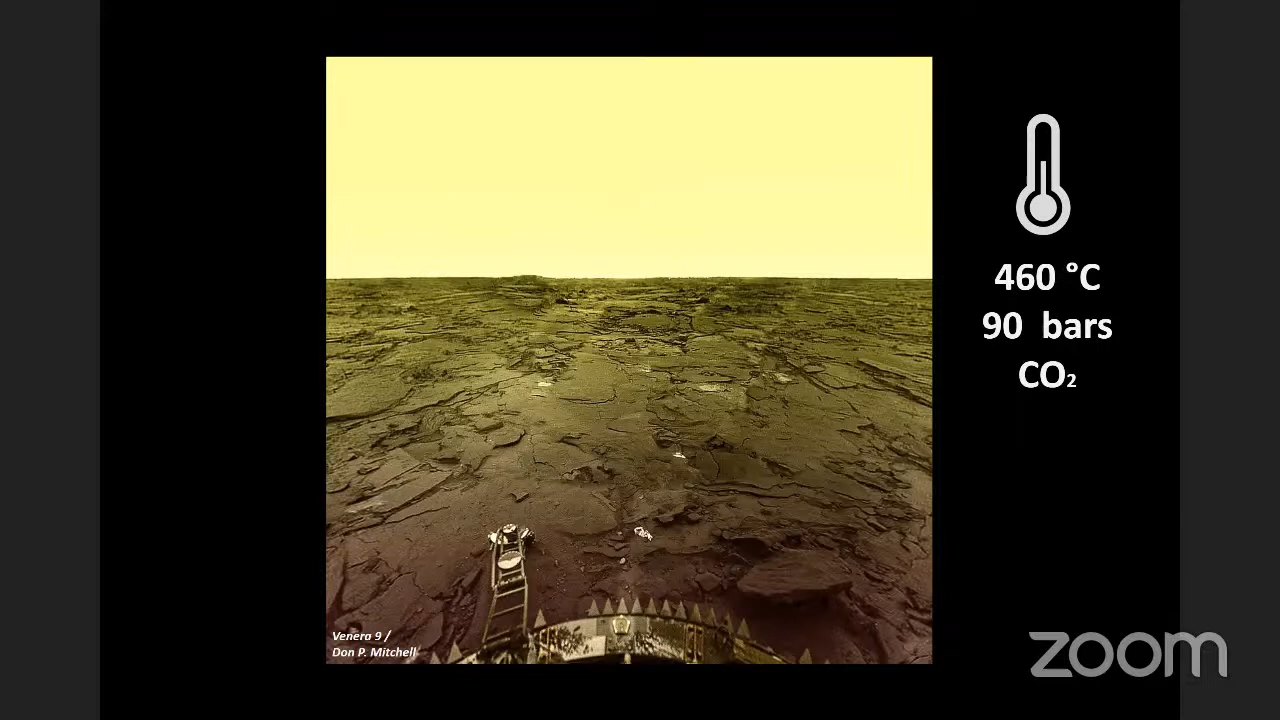 460 °C
90 bars
CO₂
Venera 9 /
Don P. Mitchell
zoom